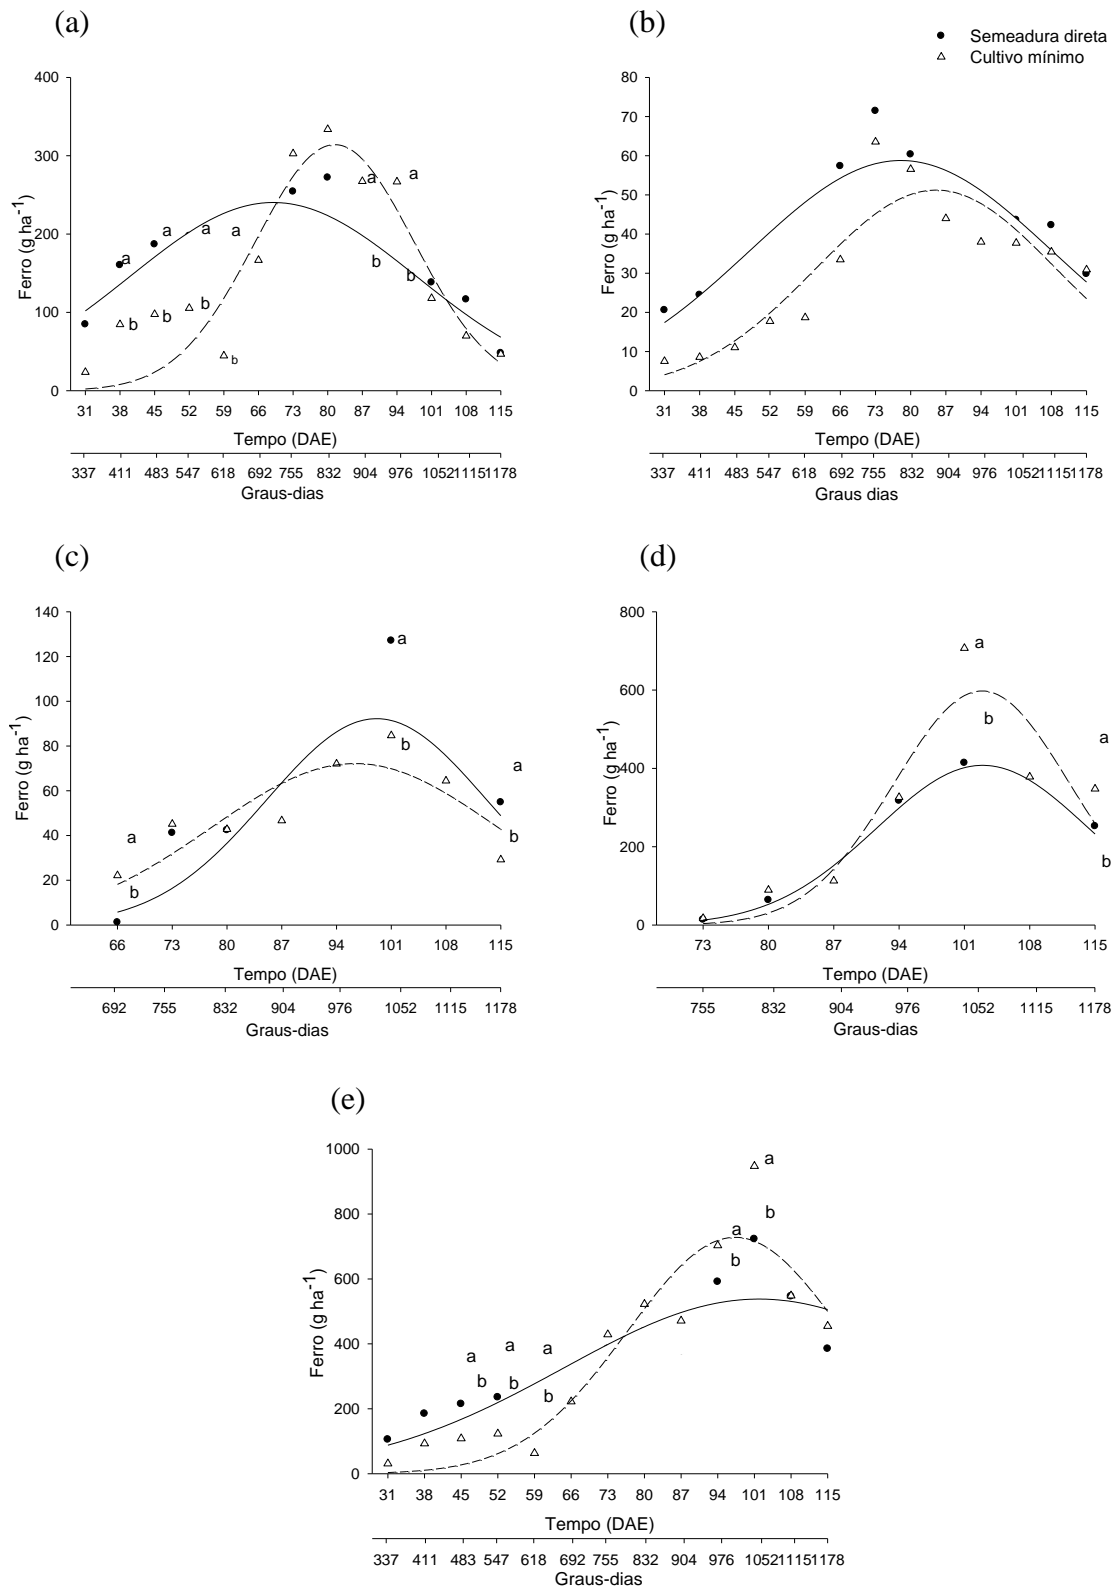 (a)
(b)
Semeadura direta
Cultivo mínimo
400
300
200
100
0
Ferro (g ha-1)
a
a
a
a
b
b
b
b
a
a
b
b
31 38 45 52 59 66 73 80 87 94 101 108 115
Tempo (DAE)
337 411 483 547 618 692 755 832 904 976 1052 1115 1178
Graus-dias
80
70
60
50
40
30
20
10
0
Ferro (g ha-1)
31 38 45 52 59 66 73 80 87 94 101 108 115
Tempo (DAE)
337 411 483 547 618 692 755 832 904 976 1052 1115 1178
Graus dias
(c)
140
120
100
80
60
40
20
0
Ferro (g ha-1)
a
b
a
b
a
b
66 73 80 87 94 101 108 115
Tempo (DAE)
692 755 832 904 976 1052 1115 1178
Graus-dias
(d)
800
600
400
200
0
Ferro (g ha-1)
a
b
a
b
73 80 87 94 101 108 115
Tempo (DAE)
755 832 904 976 1052 1115 1178
Graus-dias
(e)
1000
800
600
400
200
0
Ferro (g ha-1)
a
b
a
b
a
a
a
b
b
b
31 38 45 52 59 66 73 80 87 94 101 108 115
Tempo (DAE)
337 411 483 547 618 692 755 832 904 976 1052 1115 1178
Graus-dias